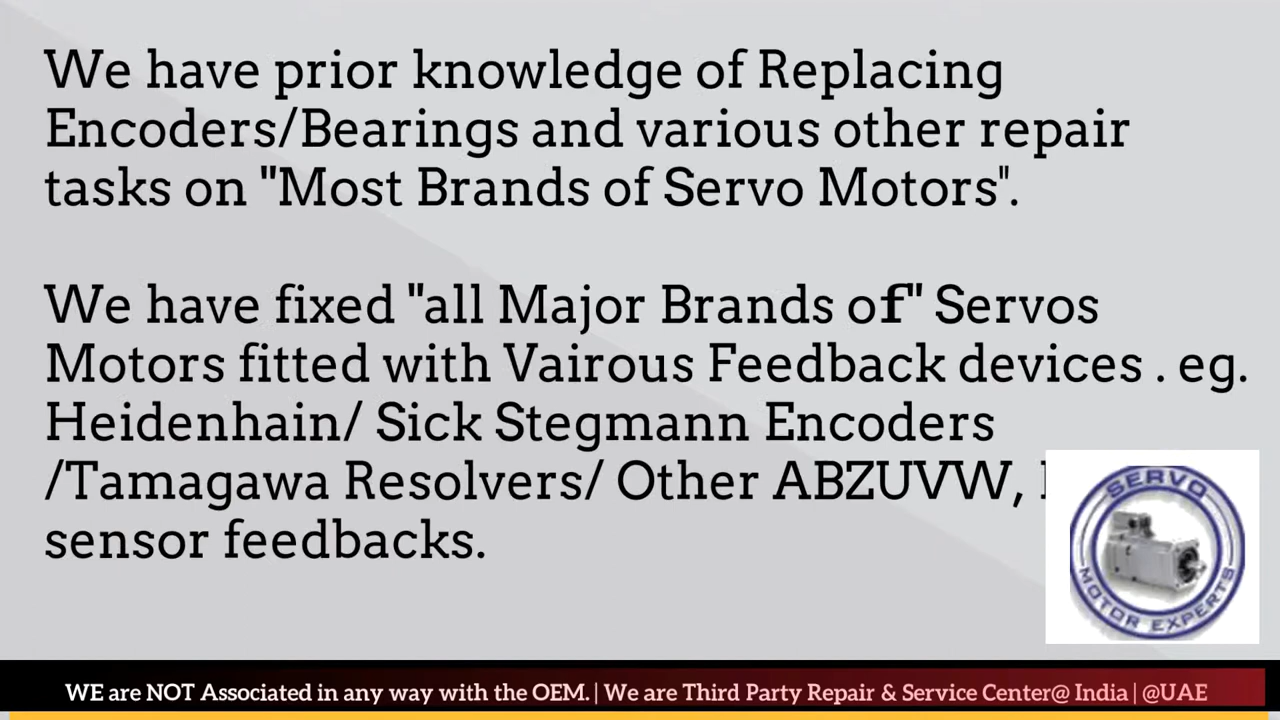 We have prior knowledge of Replacing
Encoders/Bearings and various other repair
tasks on "Most Brands of Servo Motors".
We have fixed "all Major Brands of" Servos
Motors fitted with Vairous Feedback devices . eg.
Heidenhain/ Sick Stegmann Encoders
/Tamagawa Resolvers/ Other ABZUVW,
sensor feedbacks.
SERVO
MOTOR EXPERTS
WE are NOT Associated in any way with the OEM. | We are Third Party Repair & Service Center@ India | @UAE